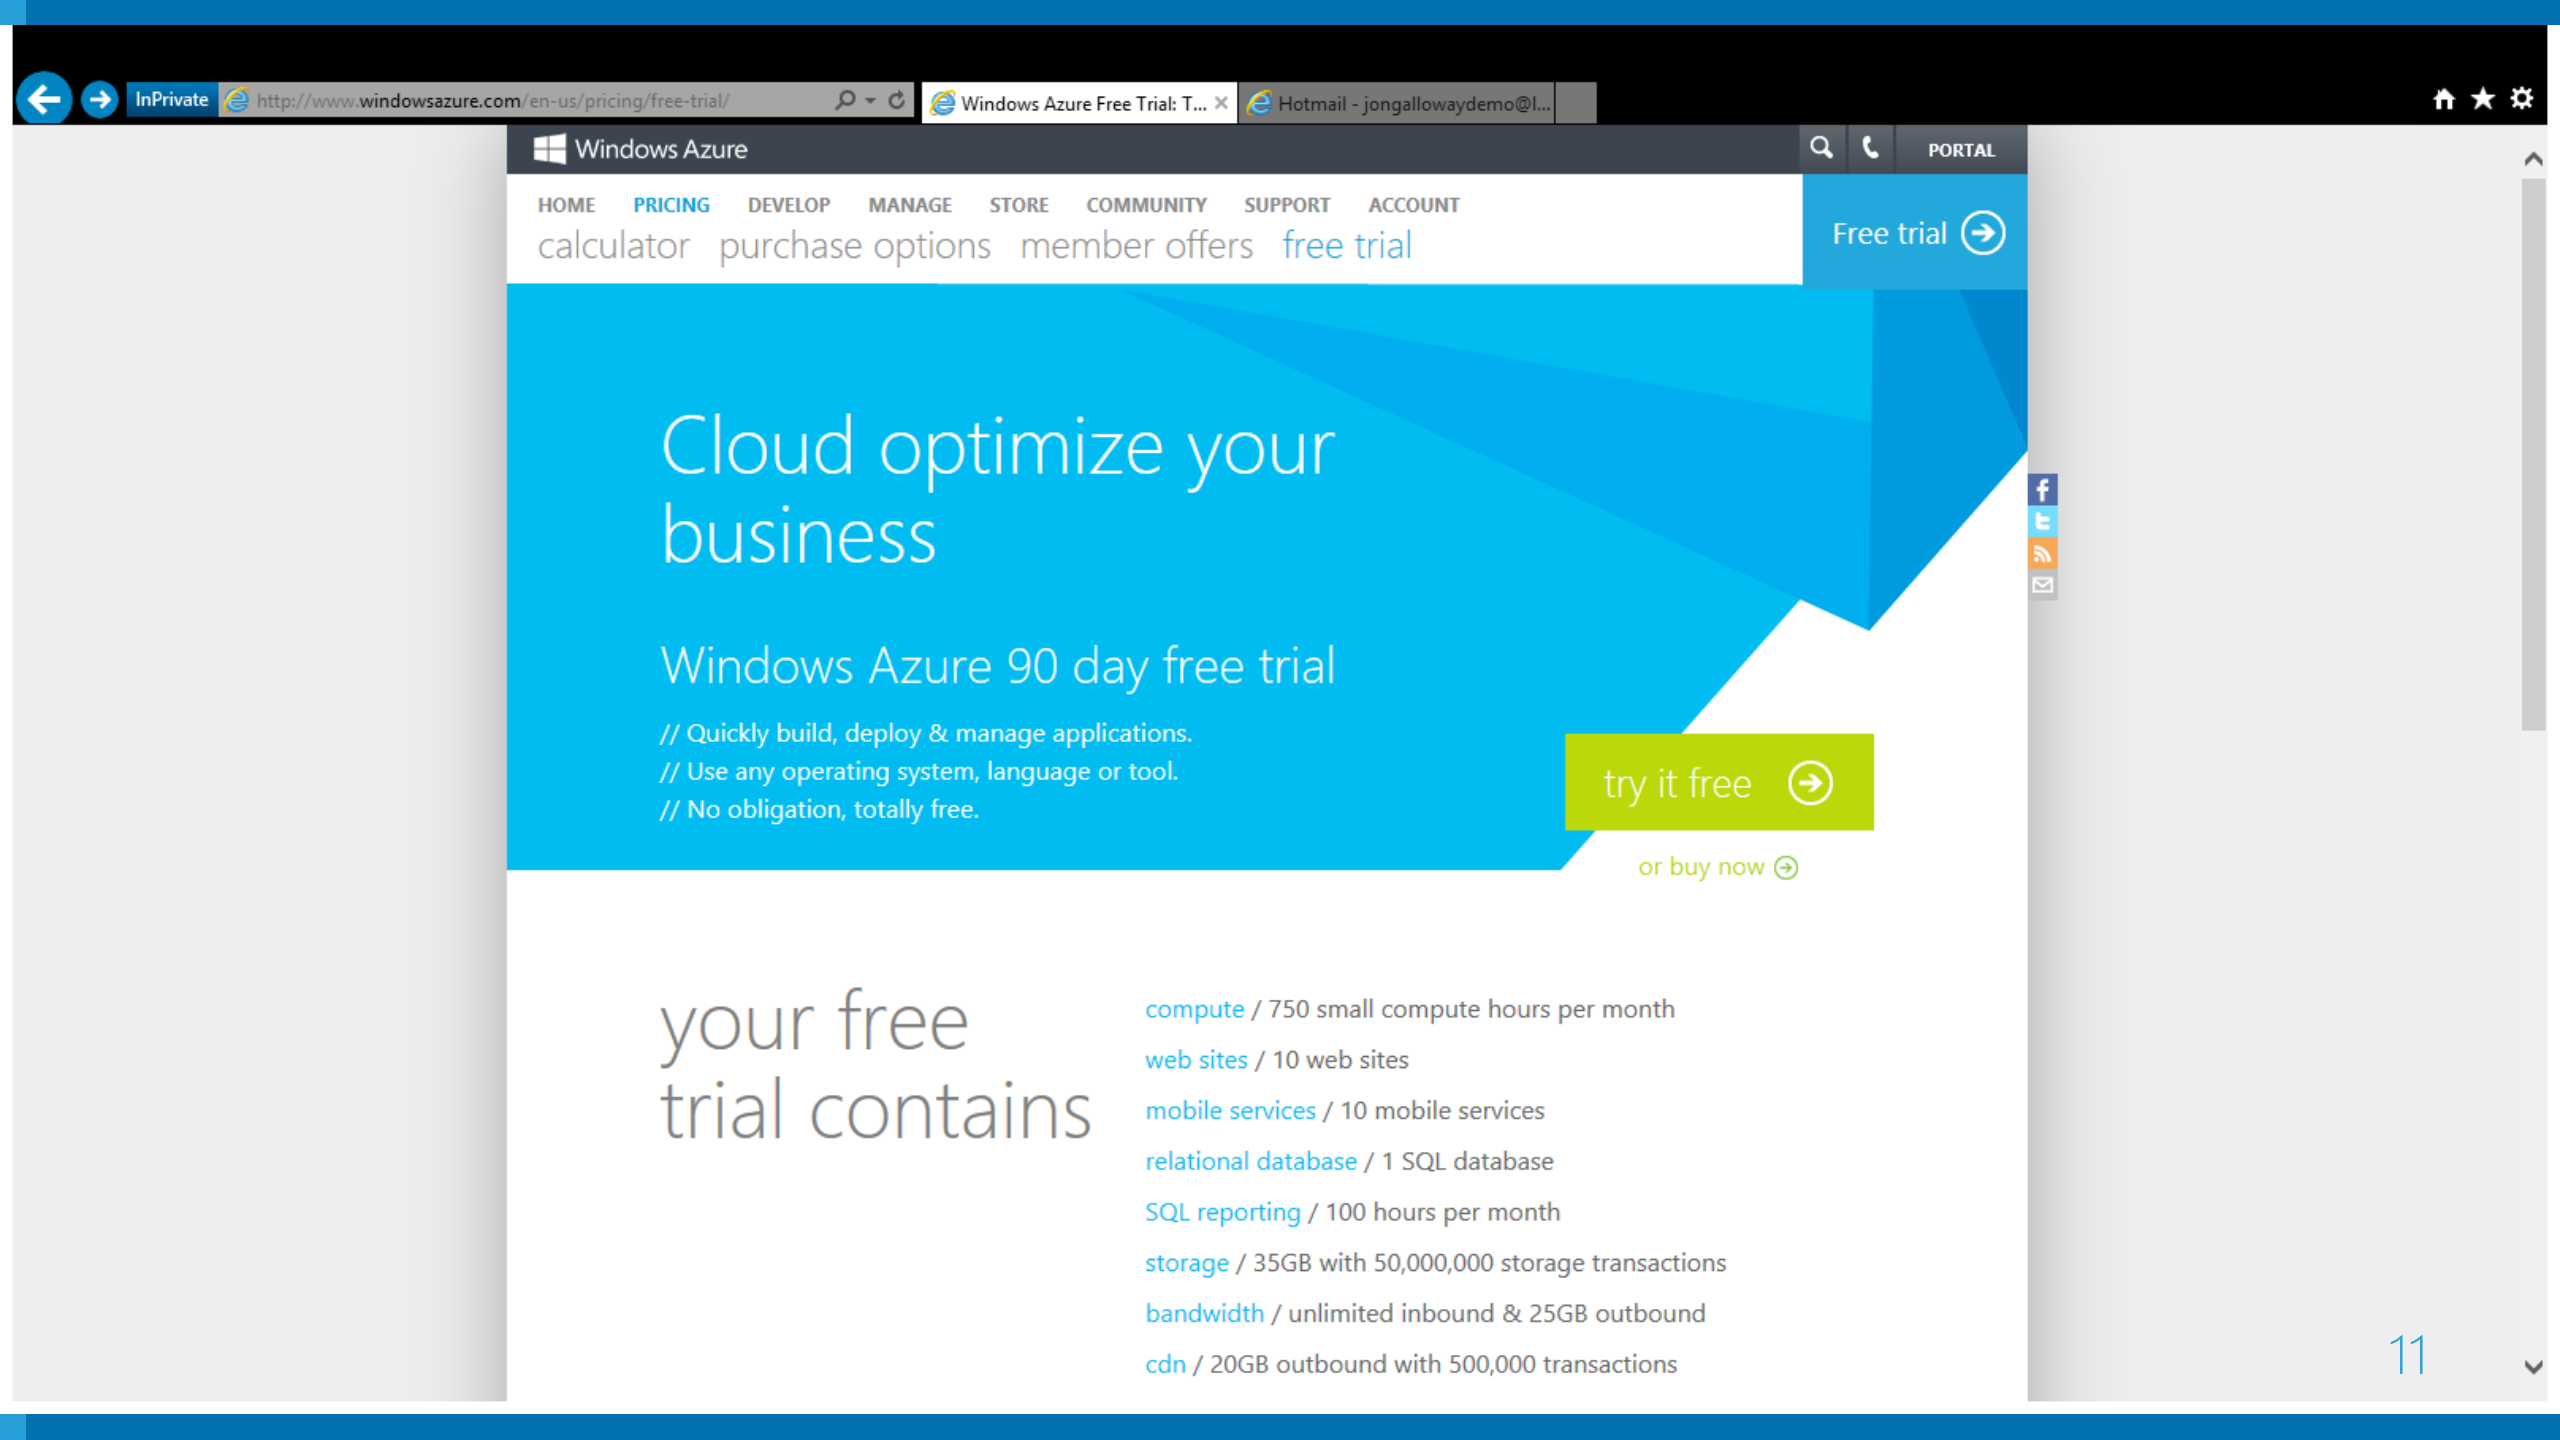 InPrivate http://www.windowsazure.com/en-us/pricing/free-trial/ Windows Azure Free Trial: T... Hotmail - jongallowaydemo@l...
Windows Azure PORTAL
HOME PRICING DEVELOP MANAGE STORE COMMUNITY SUPPORT ACCOUNT
calculator purchase options member offers free trial
Free trial
Cloud optimize your
business
Windows Azure 90 day free trial
// Quickly build, deploy & manage applications.
// Use any operating system, language or tool.
// No obligation, totally free.
try it free
or buy now
your free
trial contains
compute / 750 small compute hours per month
web sites / 10 web sites
mobile services / 10 mobile services
relational database / 1 SQL database
SQL reporting / 100 hours per month
storage / 35GB with 50,000,000 storage transactions
bandwidth / unlimited inbound & 25GB outbound
cdn / 20GB outbound with 500,000 transactions
11